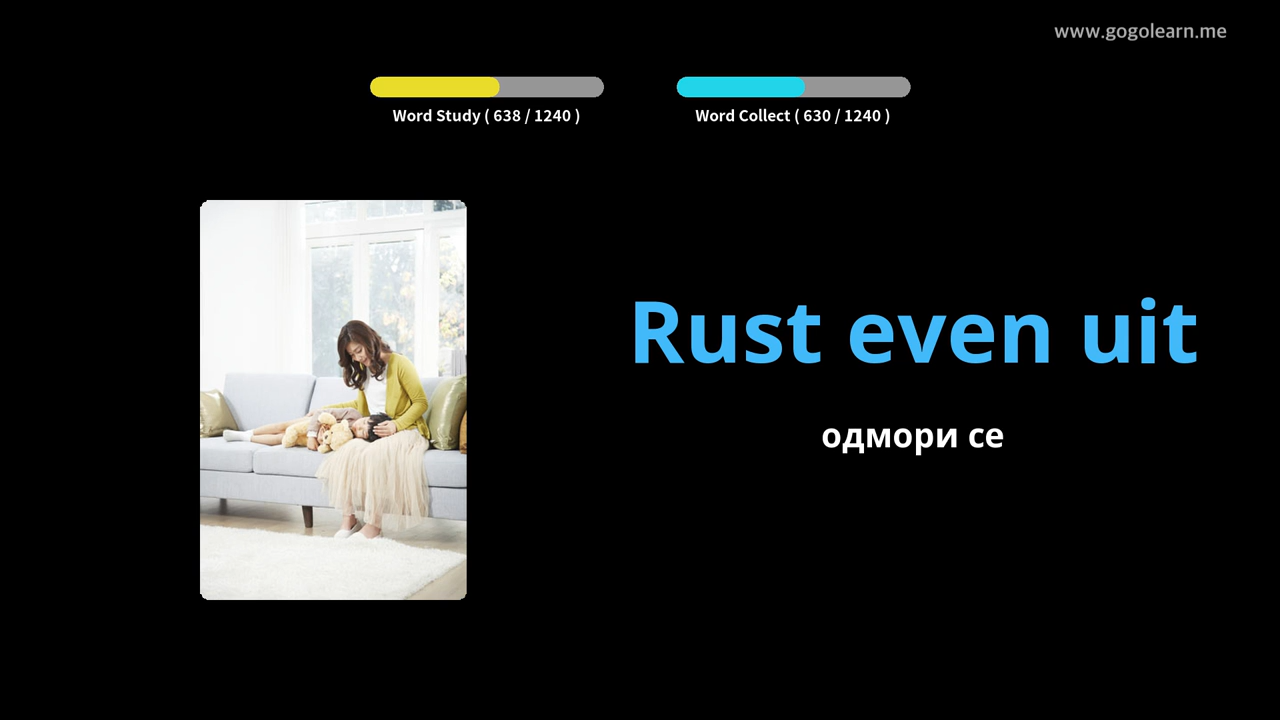 www.gogolearn.me
Word Study ( 638 / 1240 )
Word Collect ( 630 / 1240 )
Rust even uit
одмори се